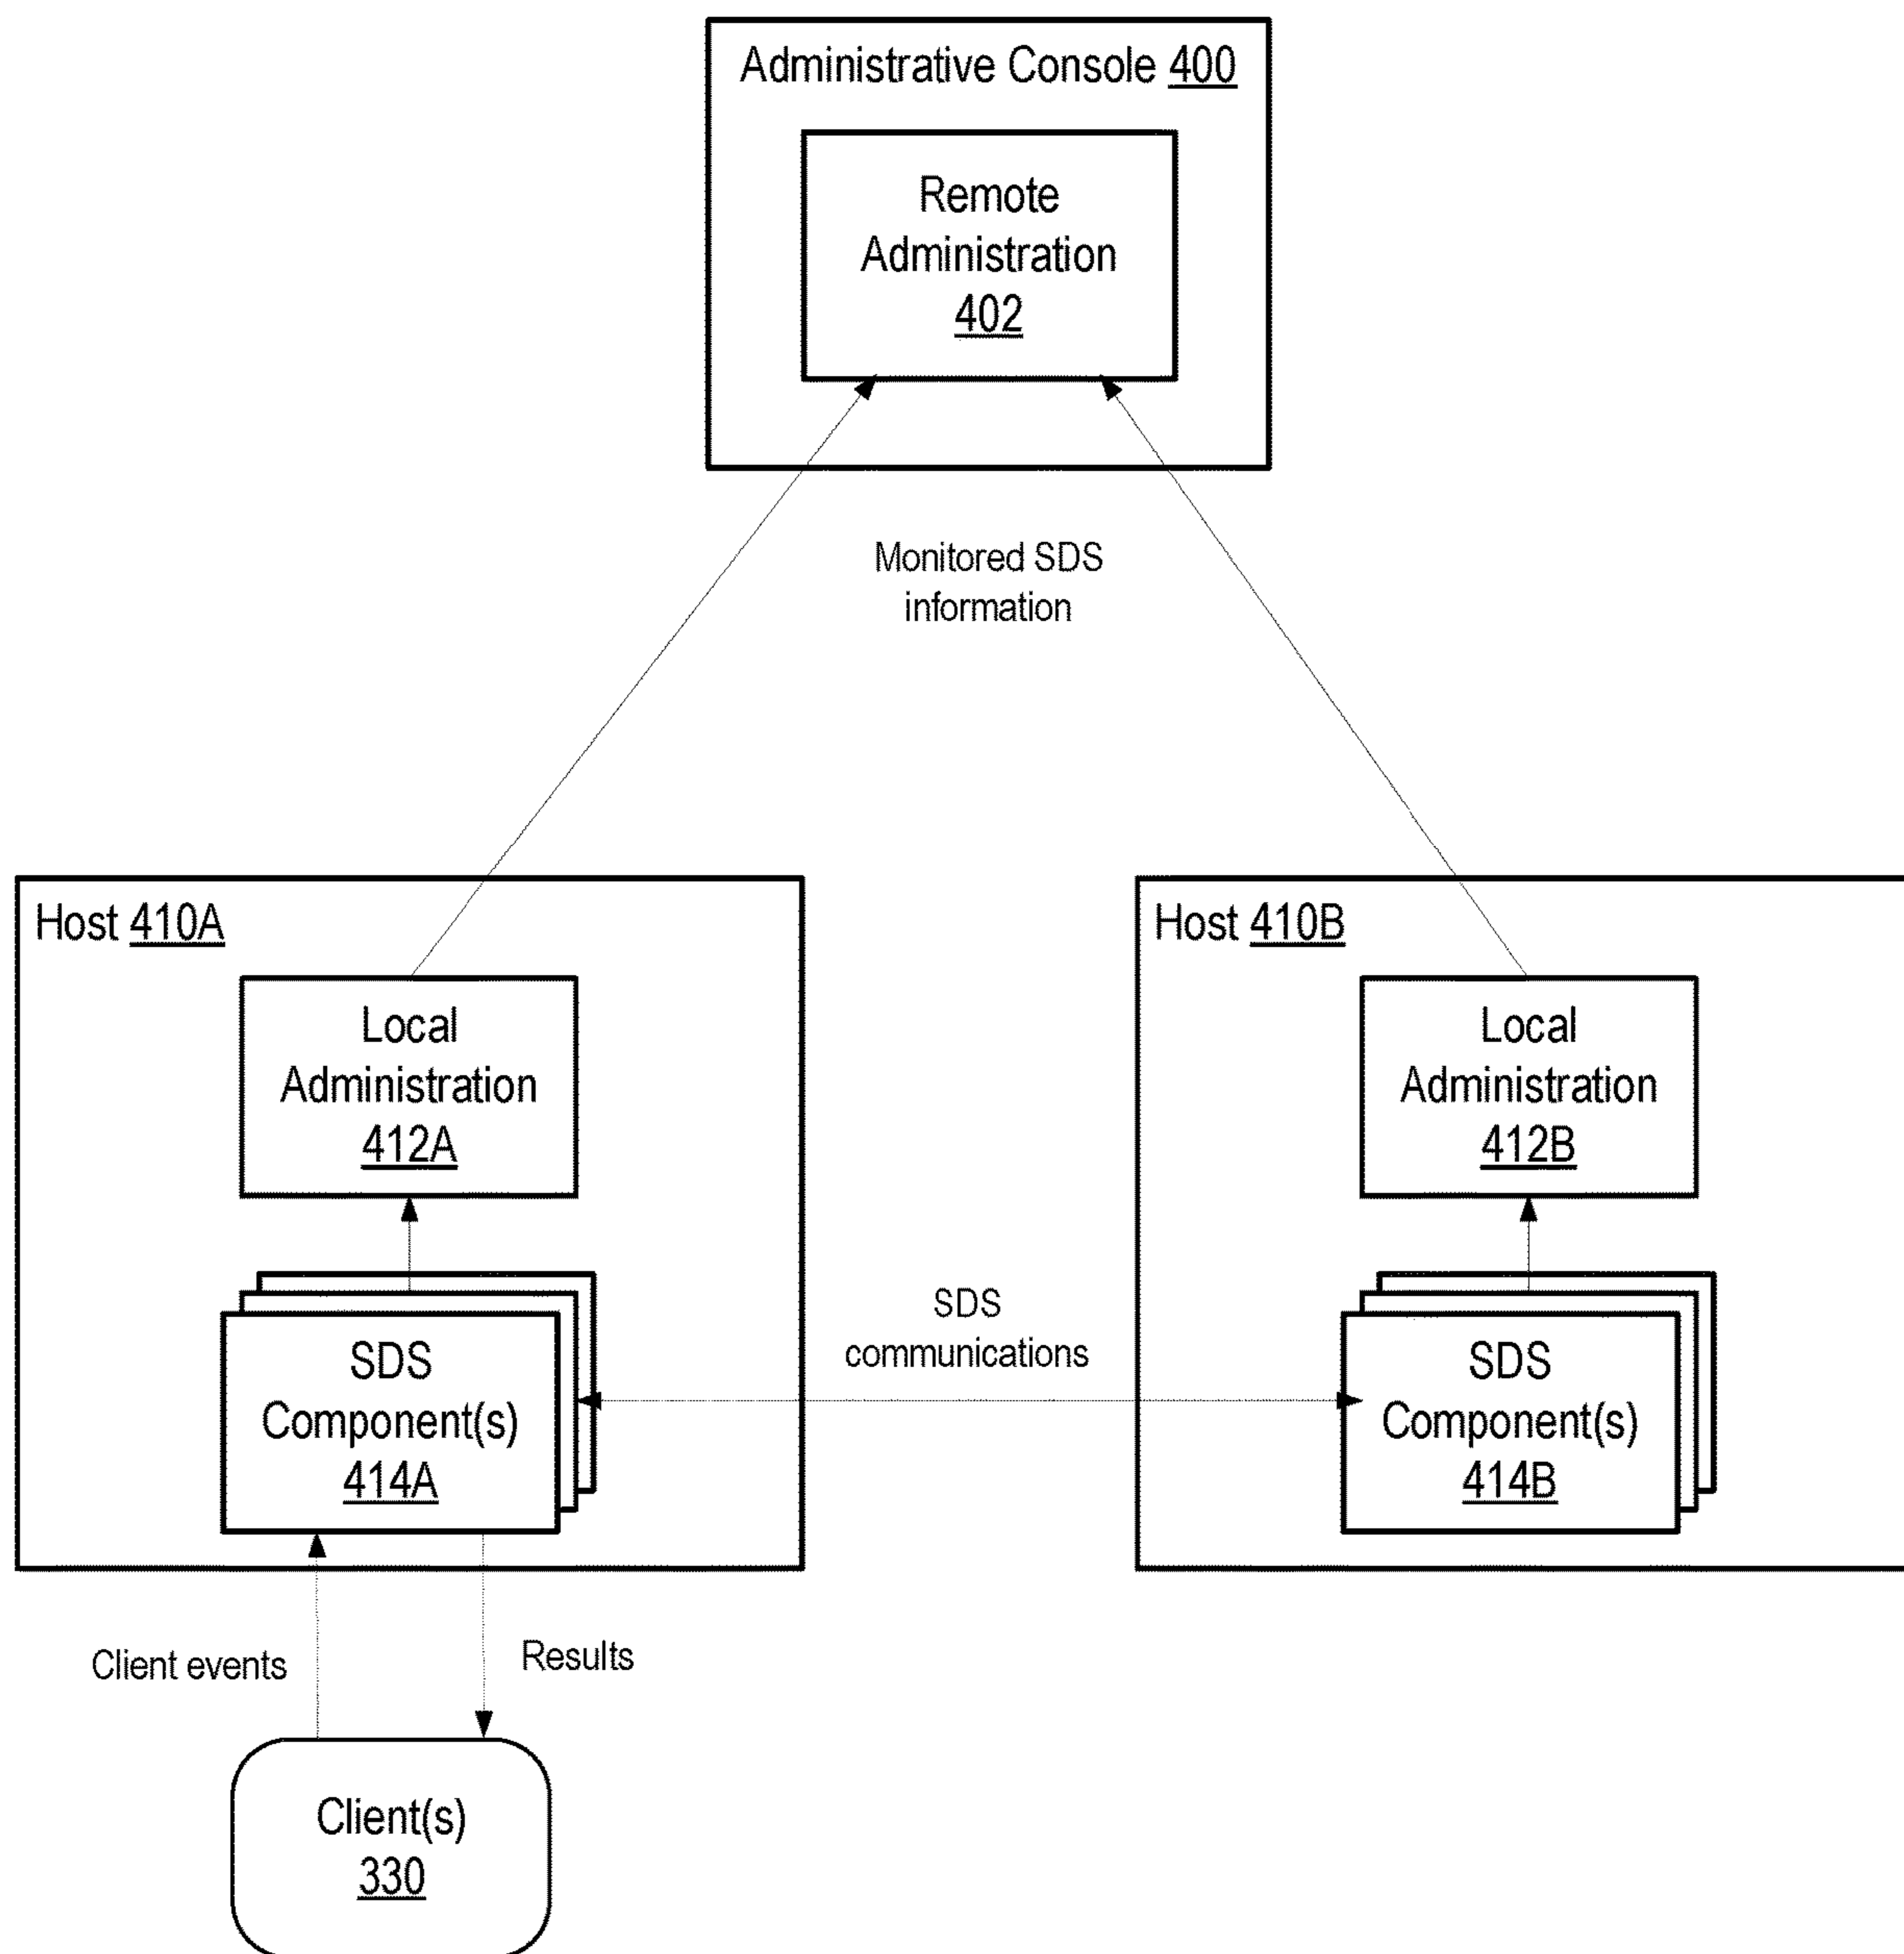 Administrative Console 400
Remote
Administration
402
Monitored SDS
information
Host 410A
Local
Administration
412A
Host 410B
Local
Administration
412B
SDS
Component(s)
414A
SDS
communications
SDS
Component(s)
414B
Client events
Results
Client(s)
330